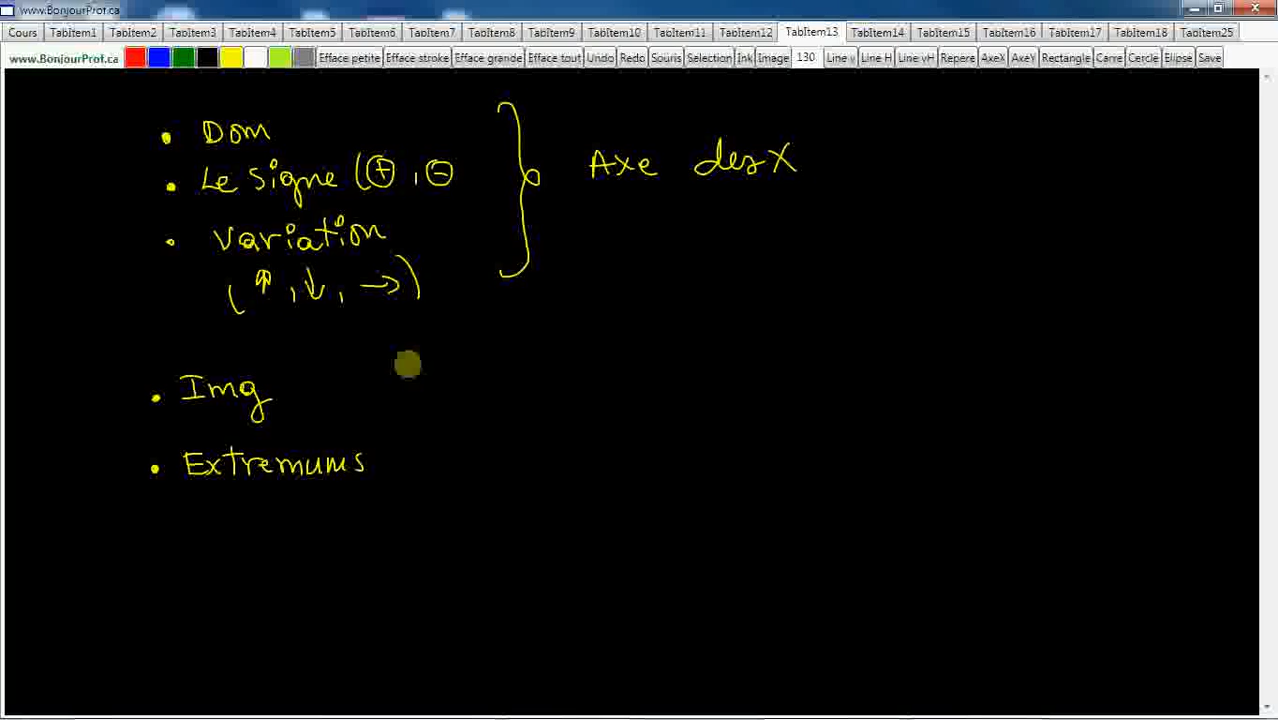 www.BonjourProf.ca
Cours TabItem1 TabItem2 TabItem3 TabItem4 TabItem5 TabItem6 TabItem7 TabItem8 TabItem9 TabItem10 TabItem11 TabItem12 TabItem13 TabItem14 TabItem15 TabItem16 TabItem17 TabItem18 TabItem25
www.BonjourProf.ca Efface petite Efface stroke Efface grande Efface tout Undo Redo Souris Selection Ink Image 130 Line v Line H Line vH Repere AxeX AxeY Rectangle Carre Cercle Elipse Save
• Dom
• Le Signe (⊕ , ⊖
• Variation
( ↑ , ↓ , → )
Axe des X
• Img
• Extremums